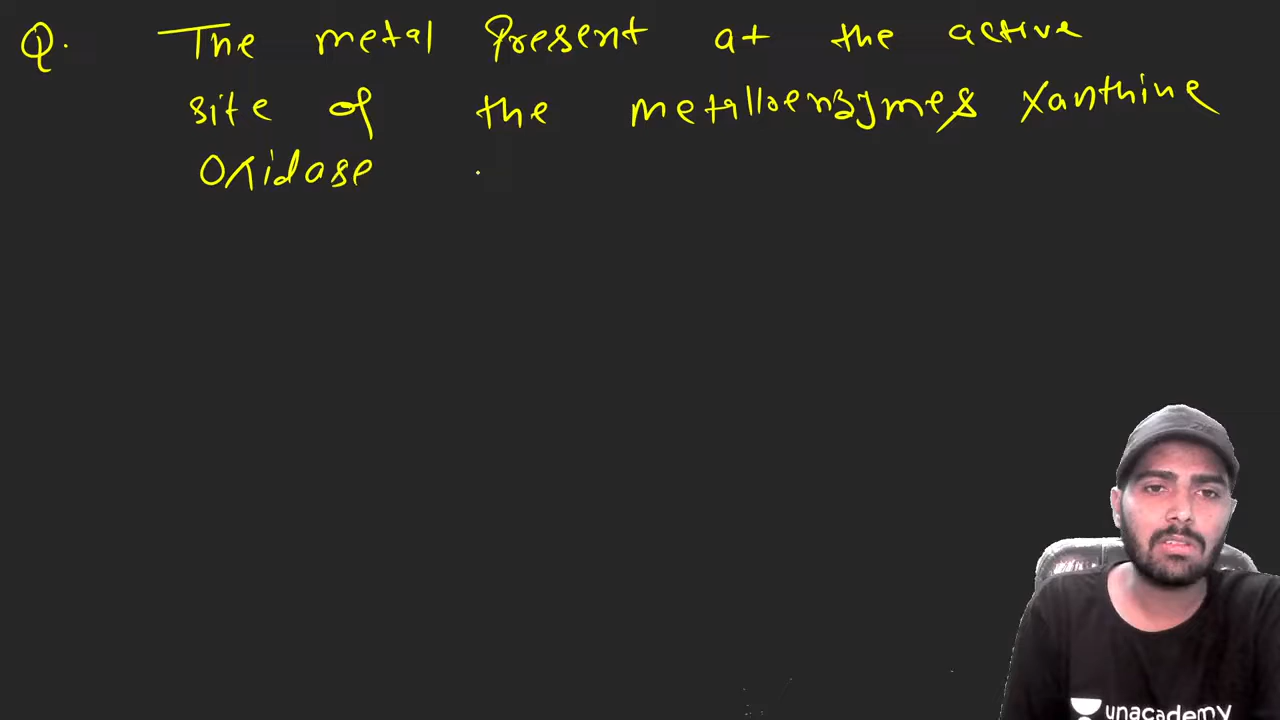 Q. The metal Present at the active
site of the metalloenzymes Xanthine
Oxidase .
unacademy